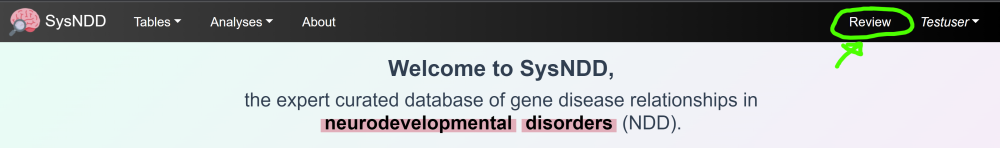 SysNDD Tables Analyses About Review Testuser
Welcome to SysNDD,
the expert curated database of gene disease relationships in
neurodevelopmental disorders (NDD).